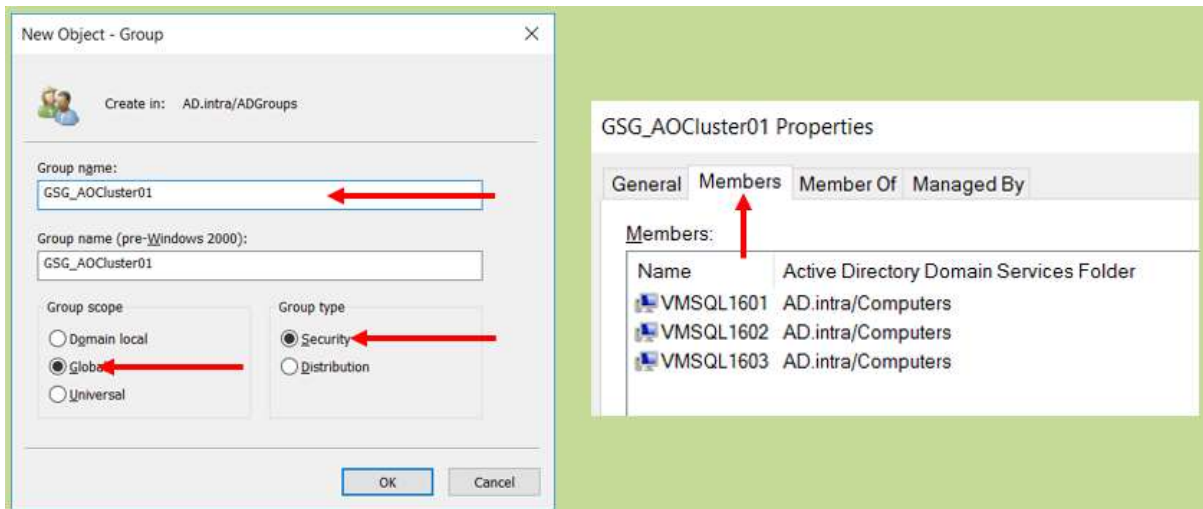 New Object - Group
Create in: AD.intra/ADGroups
Group name:
GSG_AOCluster01
Group name (pre-Windows 2000):
GSG_AOCluster01
Group scope
Domain local
Global
Universal
Group type
Security
Distribution
OK Cancel
GSG_AOCluster01 Properties
General Members Member Of Managed By
Members:
Name Active Directory Domain Services Folder
VMSQL1601 AD.intra/Computers
VMSQL1602 AD.intra/Computers
VMSQL1603 AD.intra/Computers